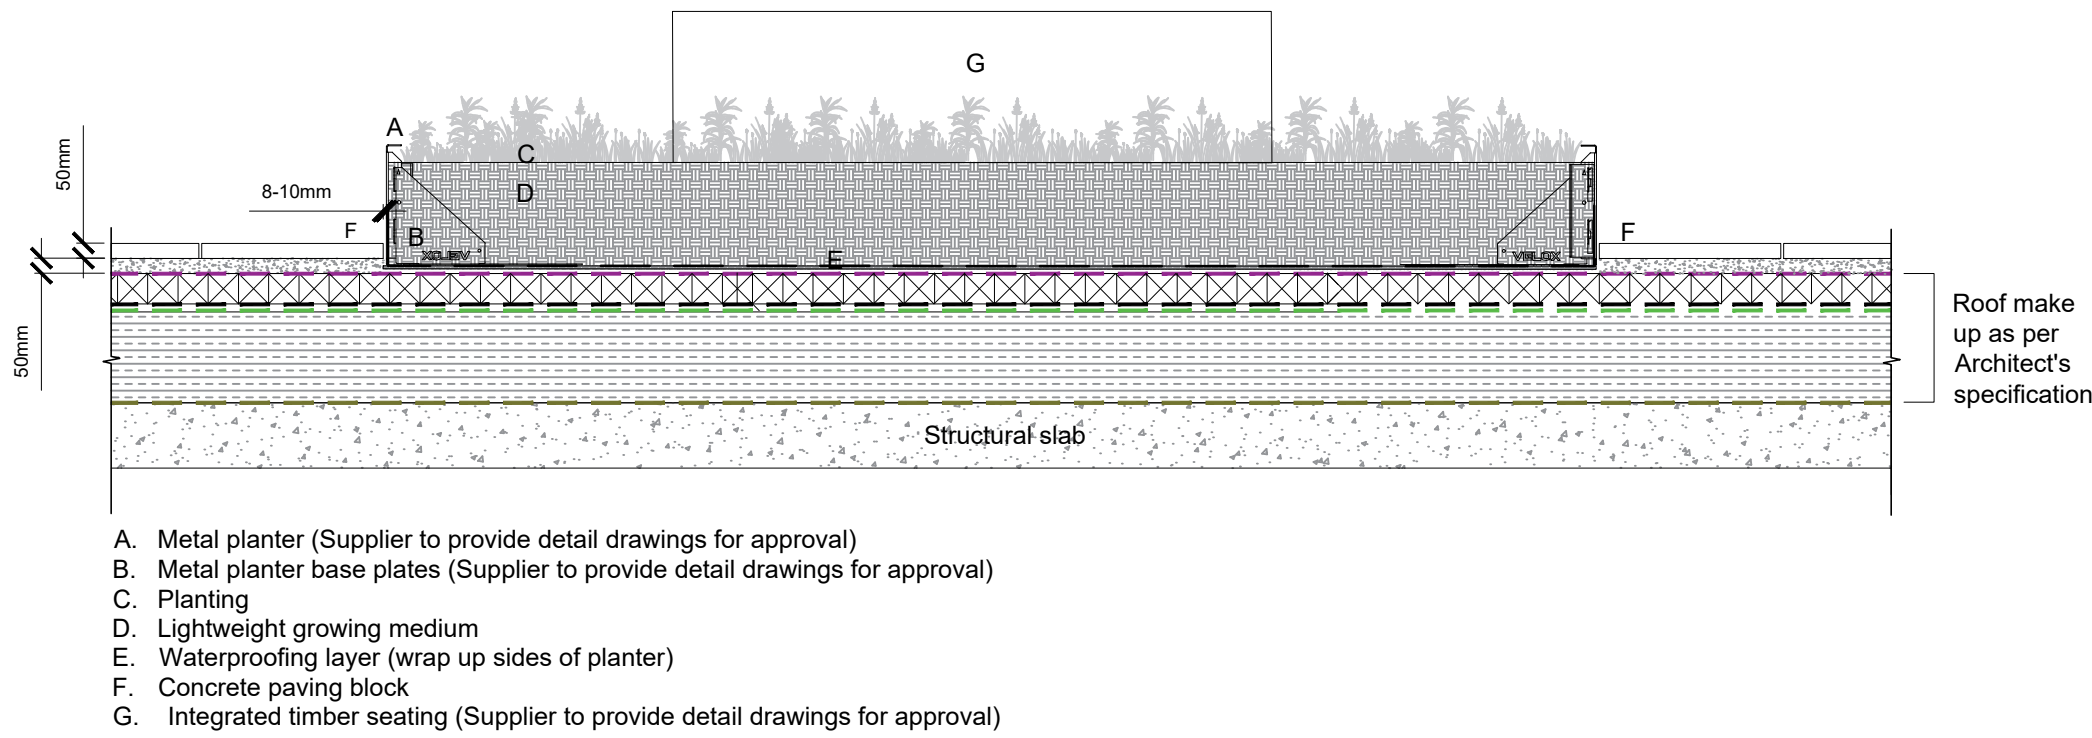 G
A
C
50mm
8-10mm
D
F
B
F
VELOX
E
VELOX
50mm
Roof make
up as per
Architect's
specification
Structural slab
A. Metal planter (Supplier to provide detail drawings for approval)
B. Metal planter base plates (Supplier to provide detail drawings for approval)
C. Planting
D. Lightweight growing medium
E. Waterproofing layer (wrap up sides of planter)
F. Concrete paving block
G. Integrated timber seating (Supplier to provide detail drawings for approval)